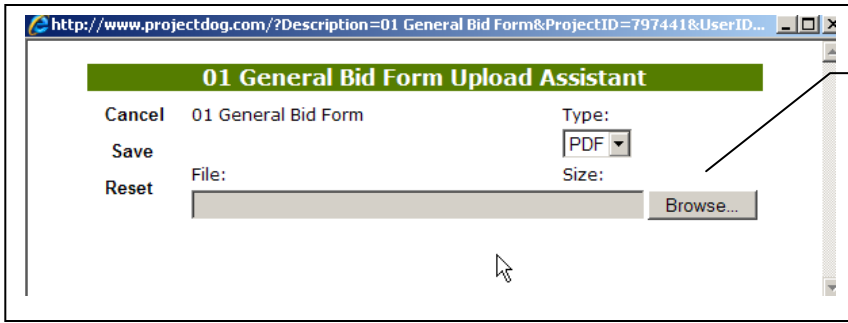 http://www.projectdog.com/?Description=01 General Bid Form&ProjectID=797441&UserID...
01 General Bid Form Upload Assistant
Cancel 01 General Bid Form Type:
Save PDF
Reset File: Size:
Browse...